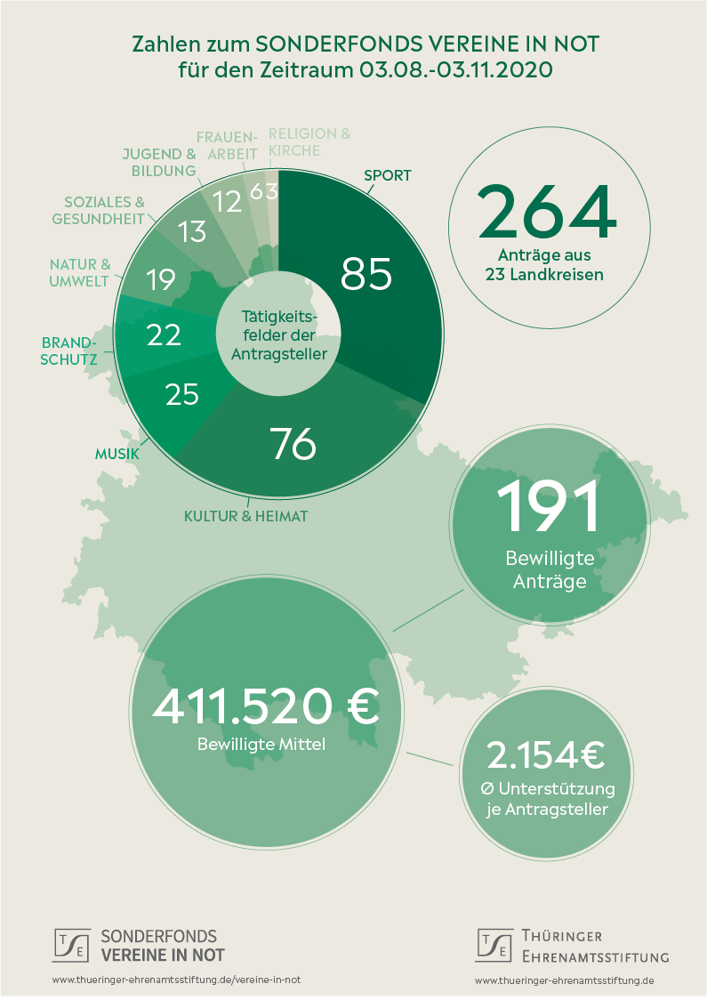 Zahlen zum SONDERFONDS VEREINE IN NOT
für den Zeitraum 03.08.-03.11.2020
RELIGION &
KIRCHE
FRAUEN-
ARBEIT
JUGEND &
BILDUNG
SOZIALES &
GESUNDHEIT
NATUR &
UMWELT
BRAND-
SCHUTZ
MUSIK
KULTUR & HEIMAT
SPORT
85
76
25
22
19
13
12
6
3
Tätigkeits-
felder der
Antragsteller
264
Anträge aus
23 Landkreisen
191
Bewilligte
Anträge
411.520 €
Bewilligte Mittel
2.154€
Ø Unterstützung
je Antragsteller
TSE
SONDERFONDS
VEREINE IN NOT
www.thueringer-ehrenamtsstiftung.de/vereine-in-not
TSE
THÜRINGER
EHRENAMTSSTIFTUNG
www.thueringer-ehrenamtsstiftung.de